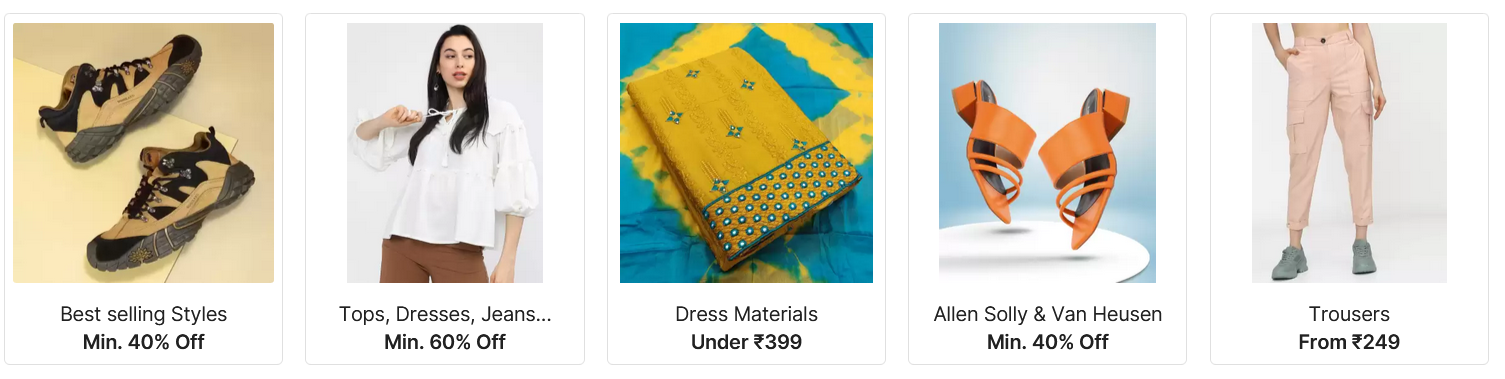 Best selling Styles
Min. 40% Off
Tops, Dresses, Jeans...
Min. 60% Off
Dress Materials
Under ₹399
Allen Solly & Van Heusen
Min. 40% Off
Trousers
From ₹249